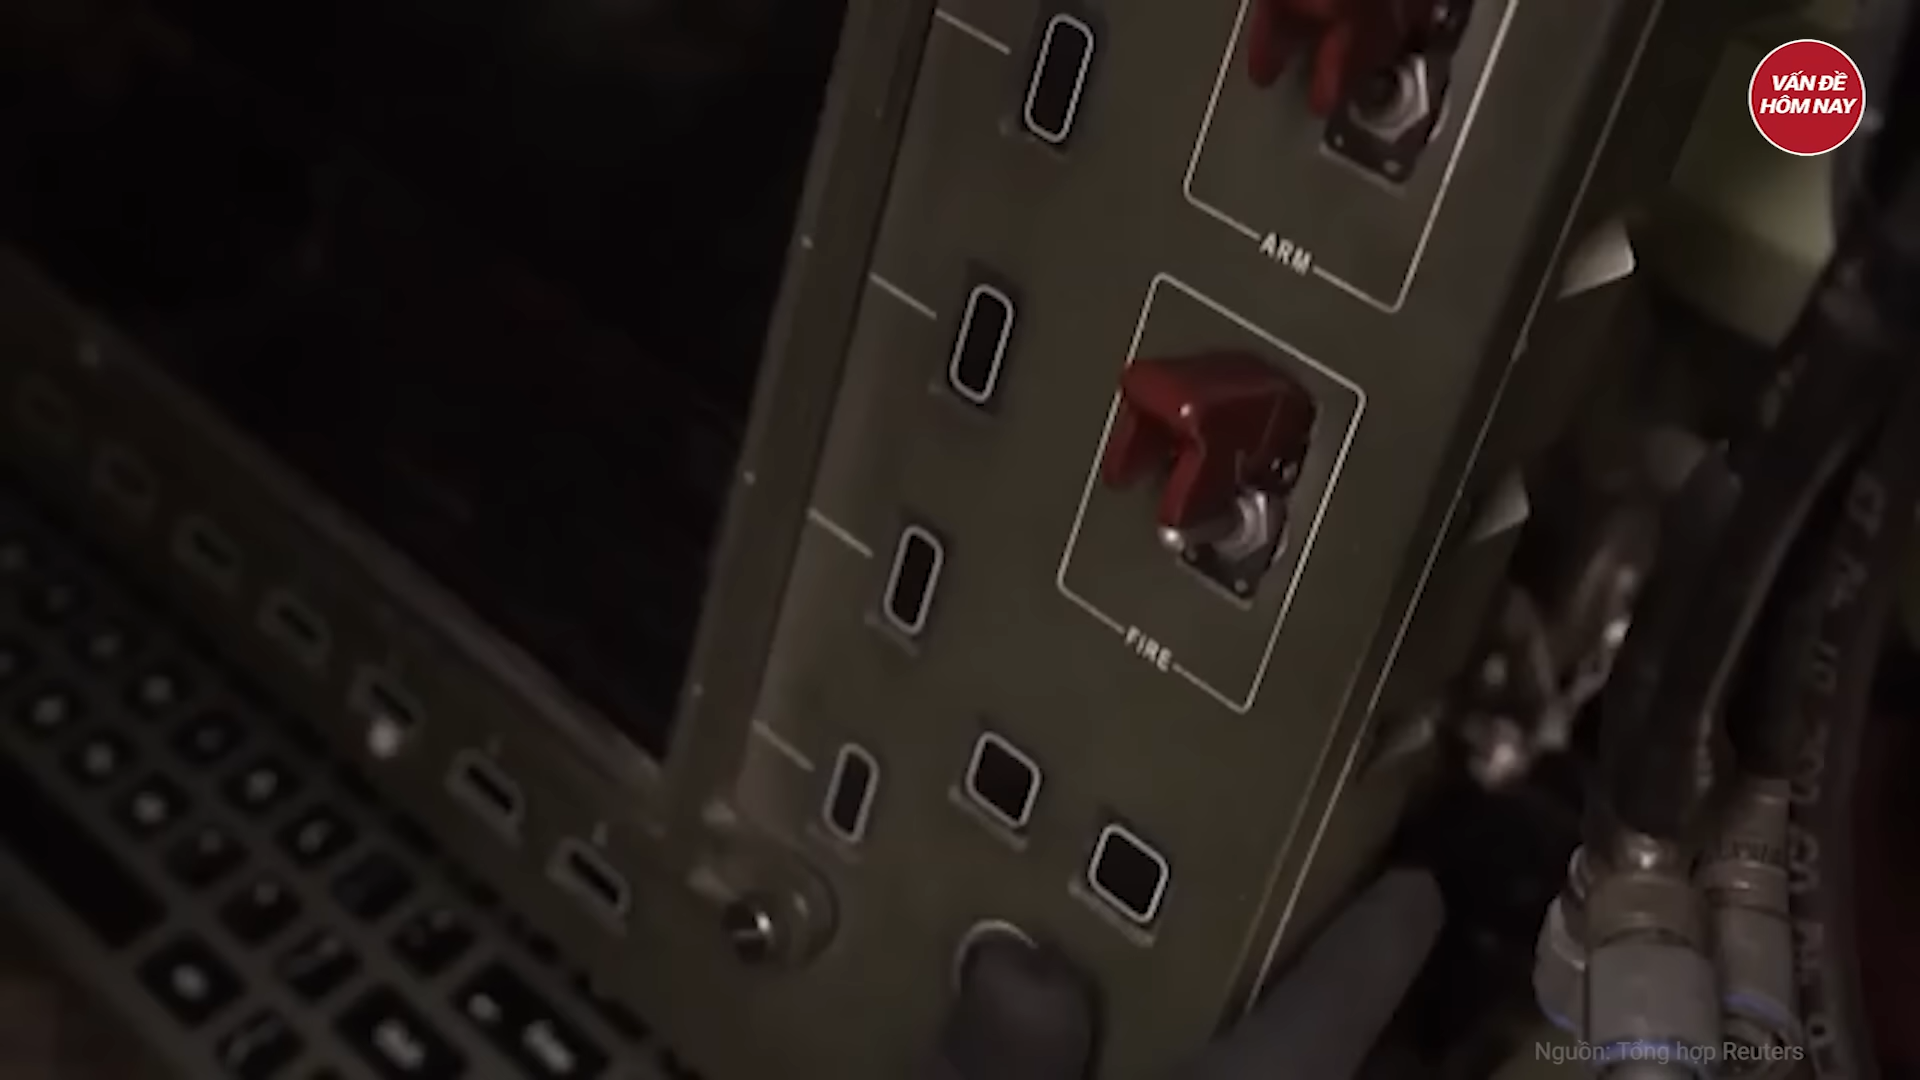 VẤN ĐỀ
HÔM NAY
ARM
FIRE
Nguồn: Tổng hợp Reuters